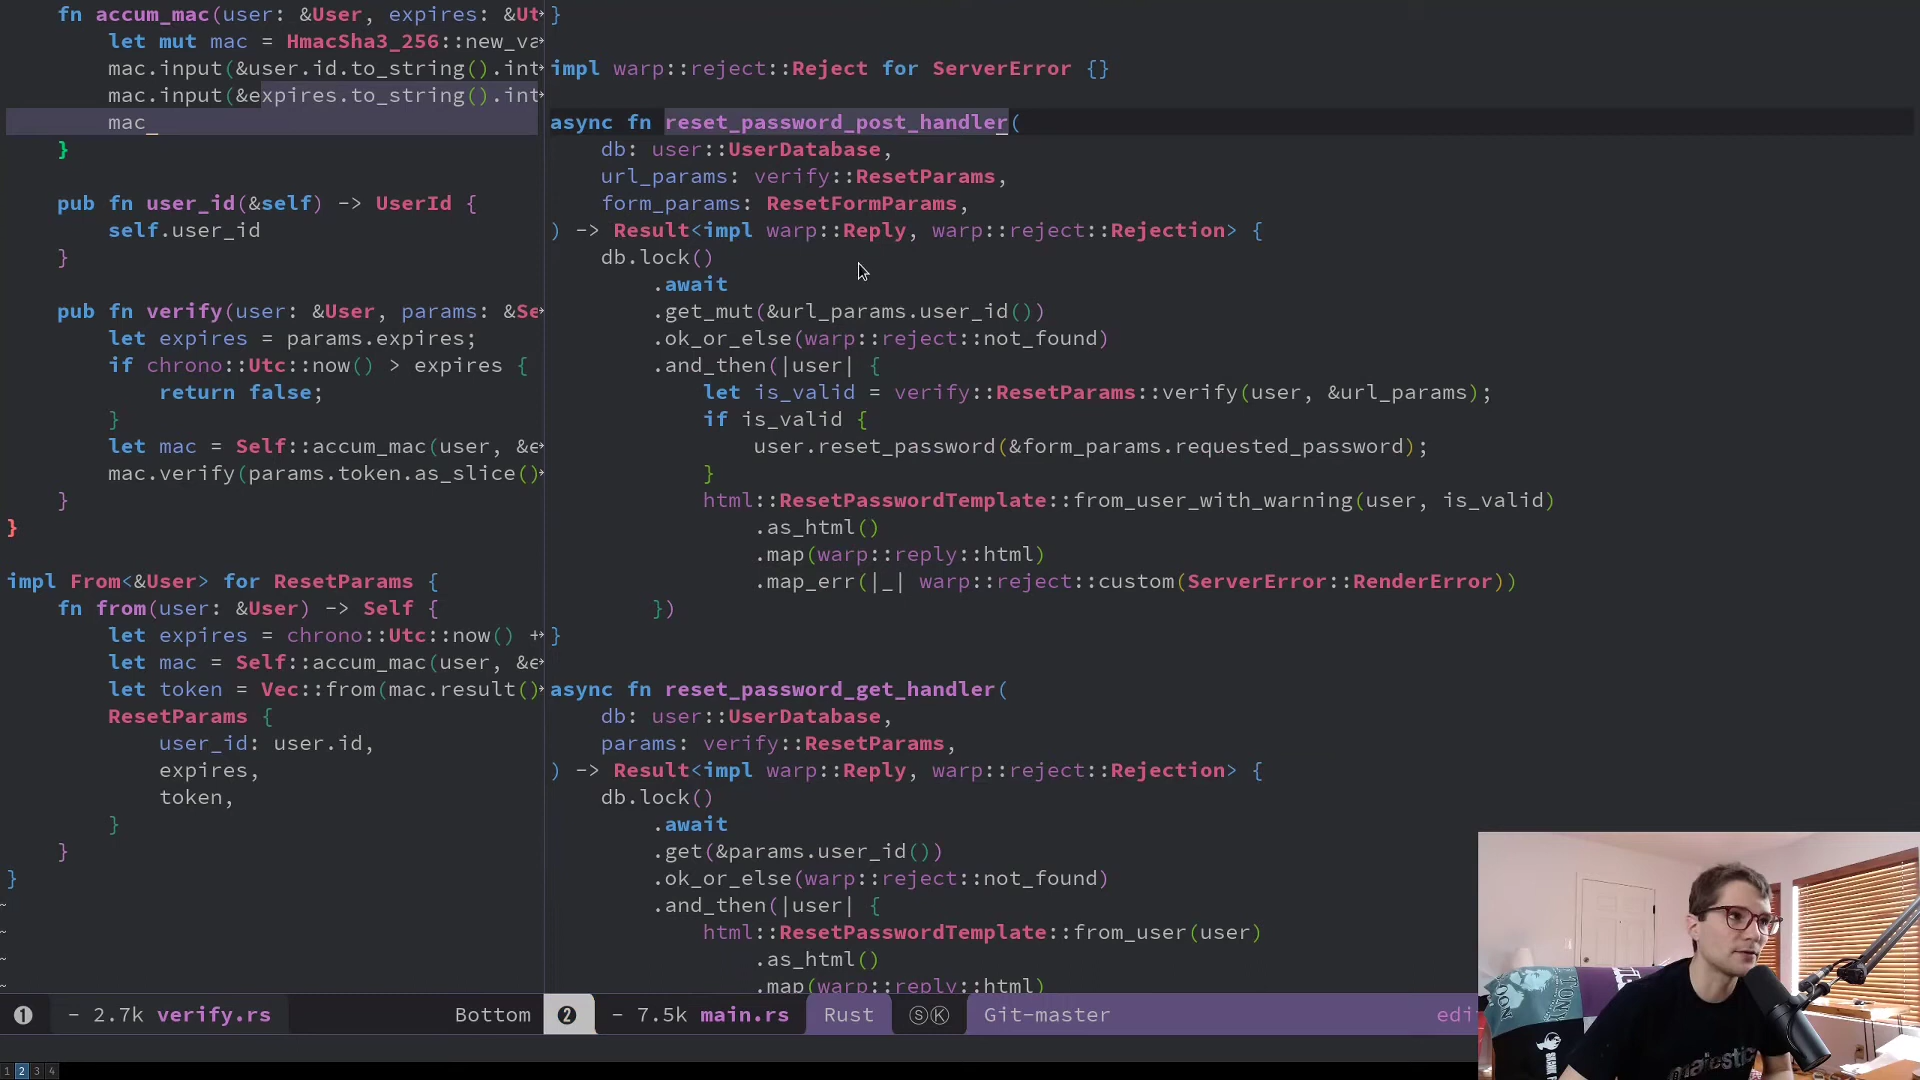 fn accum_mac(user: &User, expires: &Ut
let mut mac = HmacSha3_256::new_va
mac.input(&user.id.to_string().int
mac.input(&expires.to_string().int
mac
}
pub fn user_id(&self) -> UserId {
self.user_id
}
pub fn verify(user: &User, params: &Se
let expires = params.expires;
if chrono::Utc::now() > expires {
return false;
}
let mac = Self::accum_mac(user, &e
mac.verify(params.token.as_slice()
}
}
impl From<&User> for ResetParams {
fn from(user: &User) -> Self {
let expires = chrono::Utc::now() +
let mac = Self::accum_mac(user, &e
let token = Vec::from(mac.result()
ResetParams {
user_id: user.id,
expires,
token,
}
}
}
~
~
~
~
}
impl warp::reject::Reject for ServerError {}
async fn reset_password_post_handler(
db: user::UserDatabase,
url_params: verify::ResetParams,
form_params: ResetFormParams,
) -> Result<impl warp::Reply, warp::reject::Rejection> {
db.lock()
.await
.get_mut(&url_params.user_id())
.ok_or_else(warp::reject::not_found)
.and_then(|user| {
let is_valid = verify::ResetParams::verify(user, &url_params);
if is_valid {
user.reset_password(&form_params.requested_password);
}
html::ResetPasswordTemplate::from_user_with_warning(user, is_valid)
.as_html()
.map(warp::reply::html)
.map_err(|_| warp::reject::custom(ServerError::RenderError))
})
}
async fn reset_password_get_handler(
db: user::UserDatabase,
params: verify::ResetParams,
) -> Result<impl warp::Reply, warp::reject::Rejection> {
db.lock()
.await
.get(&params.user_id())
.ok_or_else(warp::reject::not_found)
.and_then(|user| {
html::ResetPasswordTemplate::from_user(user)
.as_html()
.map(warp::reply::html)
❶ - 2.7k verify.rs Bottom
❷ - 7.5k main.rs Rust ⓈⓀ Git-master edi
1 2 3 4
majestic